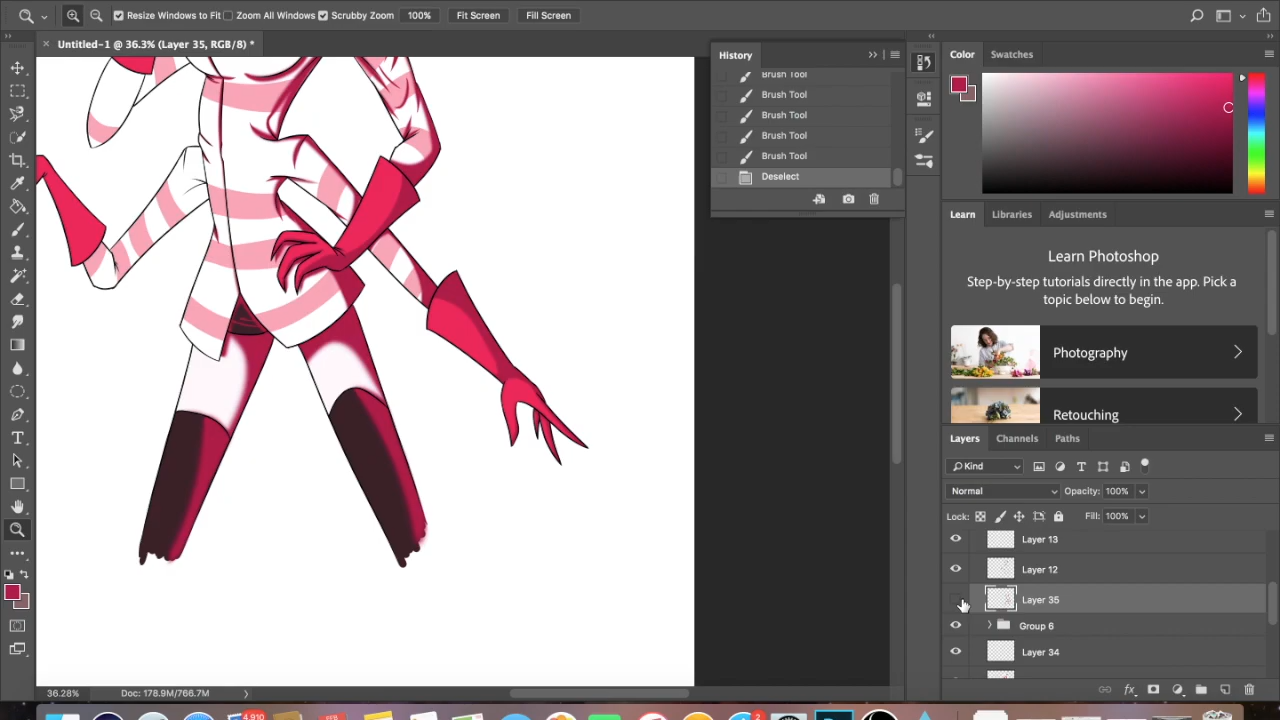 Resize Windows to Fit Zoom All Windows Scrubby Zoom 100% Fit Screen Fill Screen
Untitled-1 @ 36.3% (Layer 35, RGB/8) *
History
Brush Tool
Brush Tool
Brush Tool
Brush Tool
Brush Tool
Deselect
Color Swatches
Learn Libraries Adjustments
Learn Photoshop
Step-by-step tutorials directly in the app. Pick a
topic below to begin.
Photography
Retouching
Layers Channels Paths
Kind
Normal Opacity: 100%
Lock: Fill: 100%
Layer 13
Layer 12
Layer 35
Group 6
Layer 34
36.28% Doc: 178.9M/766.7M
4,910
FEB
2